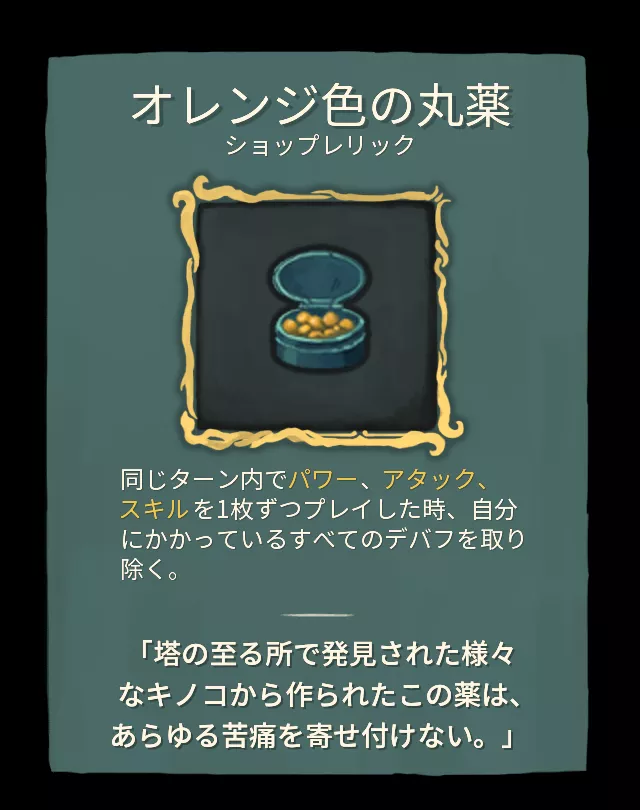 オレンジ色の丸薬
ショップレリック
同じターン内でパワー、アタック、
スキルを1枚ずつプレイした時、自分
にかかっているすべてのデバフを取り
除く。
「塔の至る所で発見された様々
なキノコから作られたこの薬は、
あらゆる苦痛を寄せ付けない。」